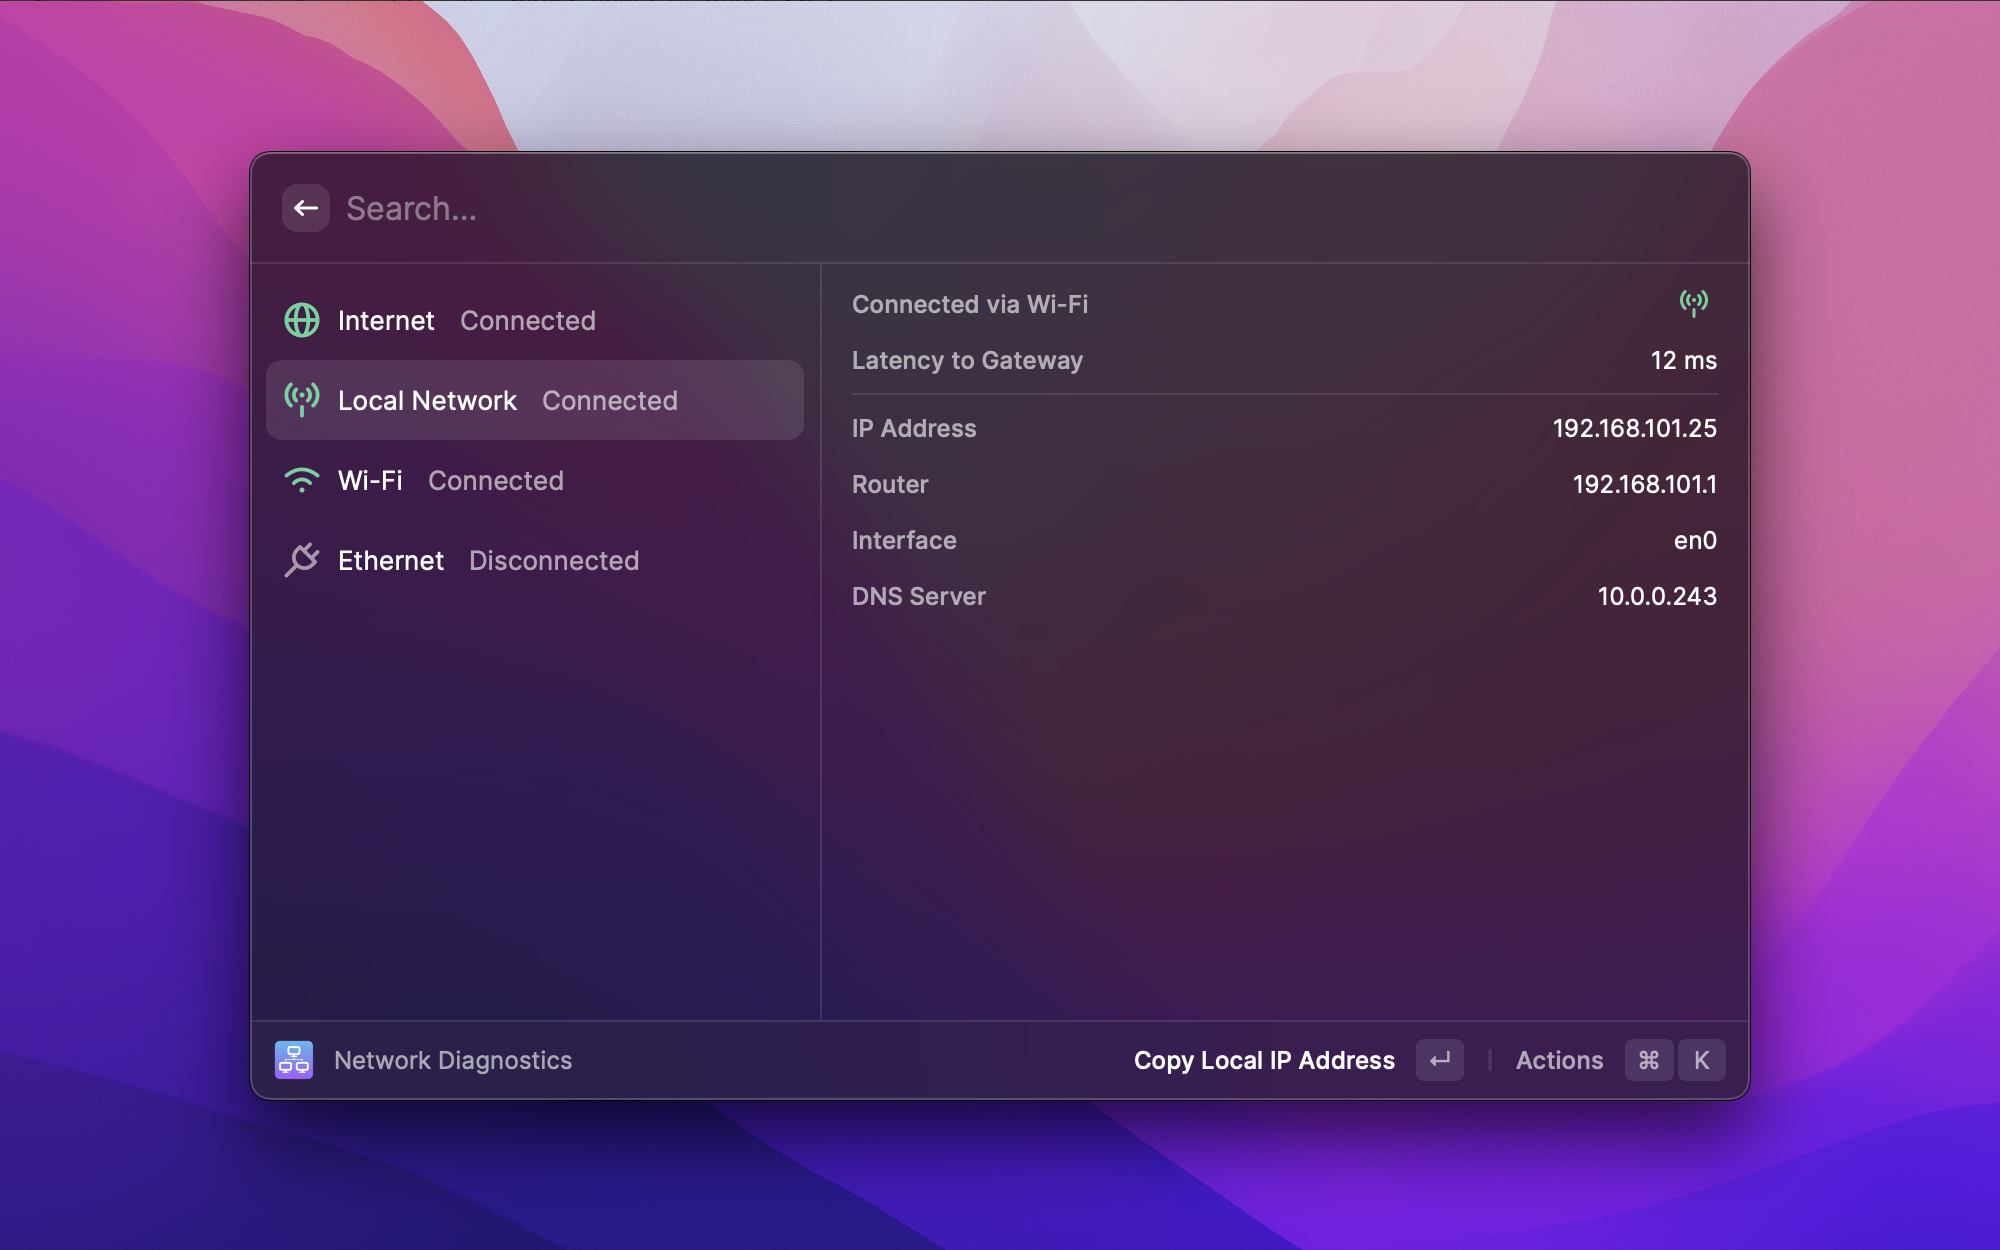 Search...
Internet Connected
Local Network Connected
Wi-Fi Connected
Ethernet Disconnected
Connected via Wi-Fi
Latency to Gateway 12 ms
IP Address 192.168.101.25
Router 192.168.101.1
Interface en0
DNS Server 10.0.0.243
Network Diagnostics
Copy Local IP Address ↵ Actions ⌘ K